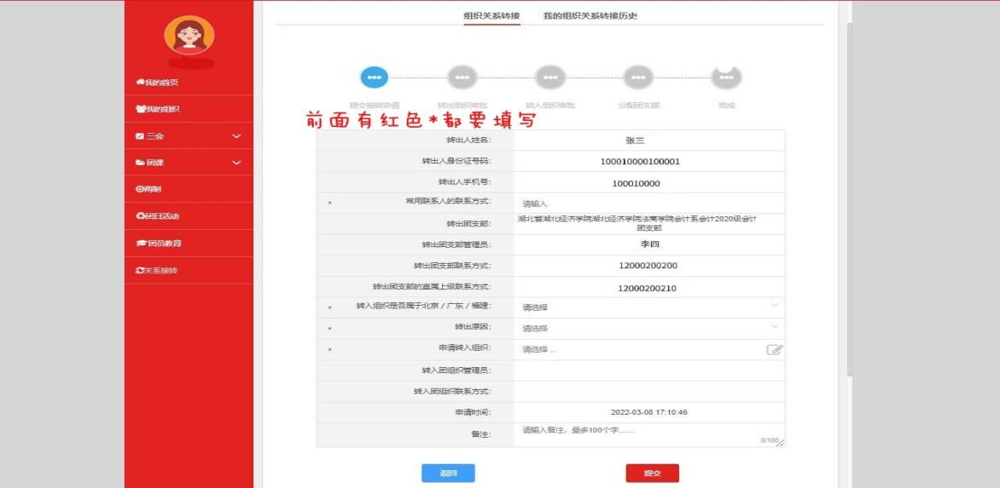 组织关系转接
我的组织关系转接历史
我的首页
我的组织
三会
团课
两制
团日活动
团员教育
关系接转
提交接转申请
转出组织审批
转入组织审批
分配团支部
完成
前面有红色*都要填写
转出人姓名:
张三
转出人身份证号码:
100010000100001
转出人手机号:
100010000
* 常用联系人的联系方式:
请输入
转出团支部:
湖北省湖北经济学院湖北经济学院法商学院会计系会计2020级会计
团支部
转出团支部管理员:
李四
转出团支部联系方式:
12000200200
转出团支部的直属上级联系方式:
12000200210
* 转入组织是否属于北京/广东/福建:
请选择
* 转出原因:
请选择
* 申请转入组织:
请选择 ...
转入团组织管理员:
转入团组织联系方式:
申请时间:
2022-03-08 17:10:46
备注:
请输入备注，最多100个字......
0/100
返回
提交